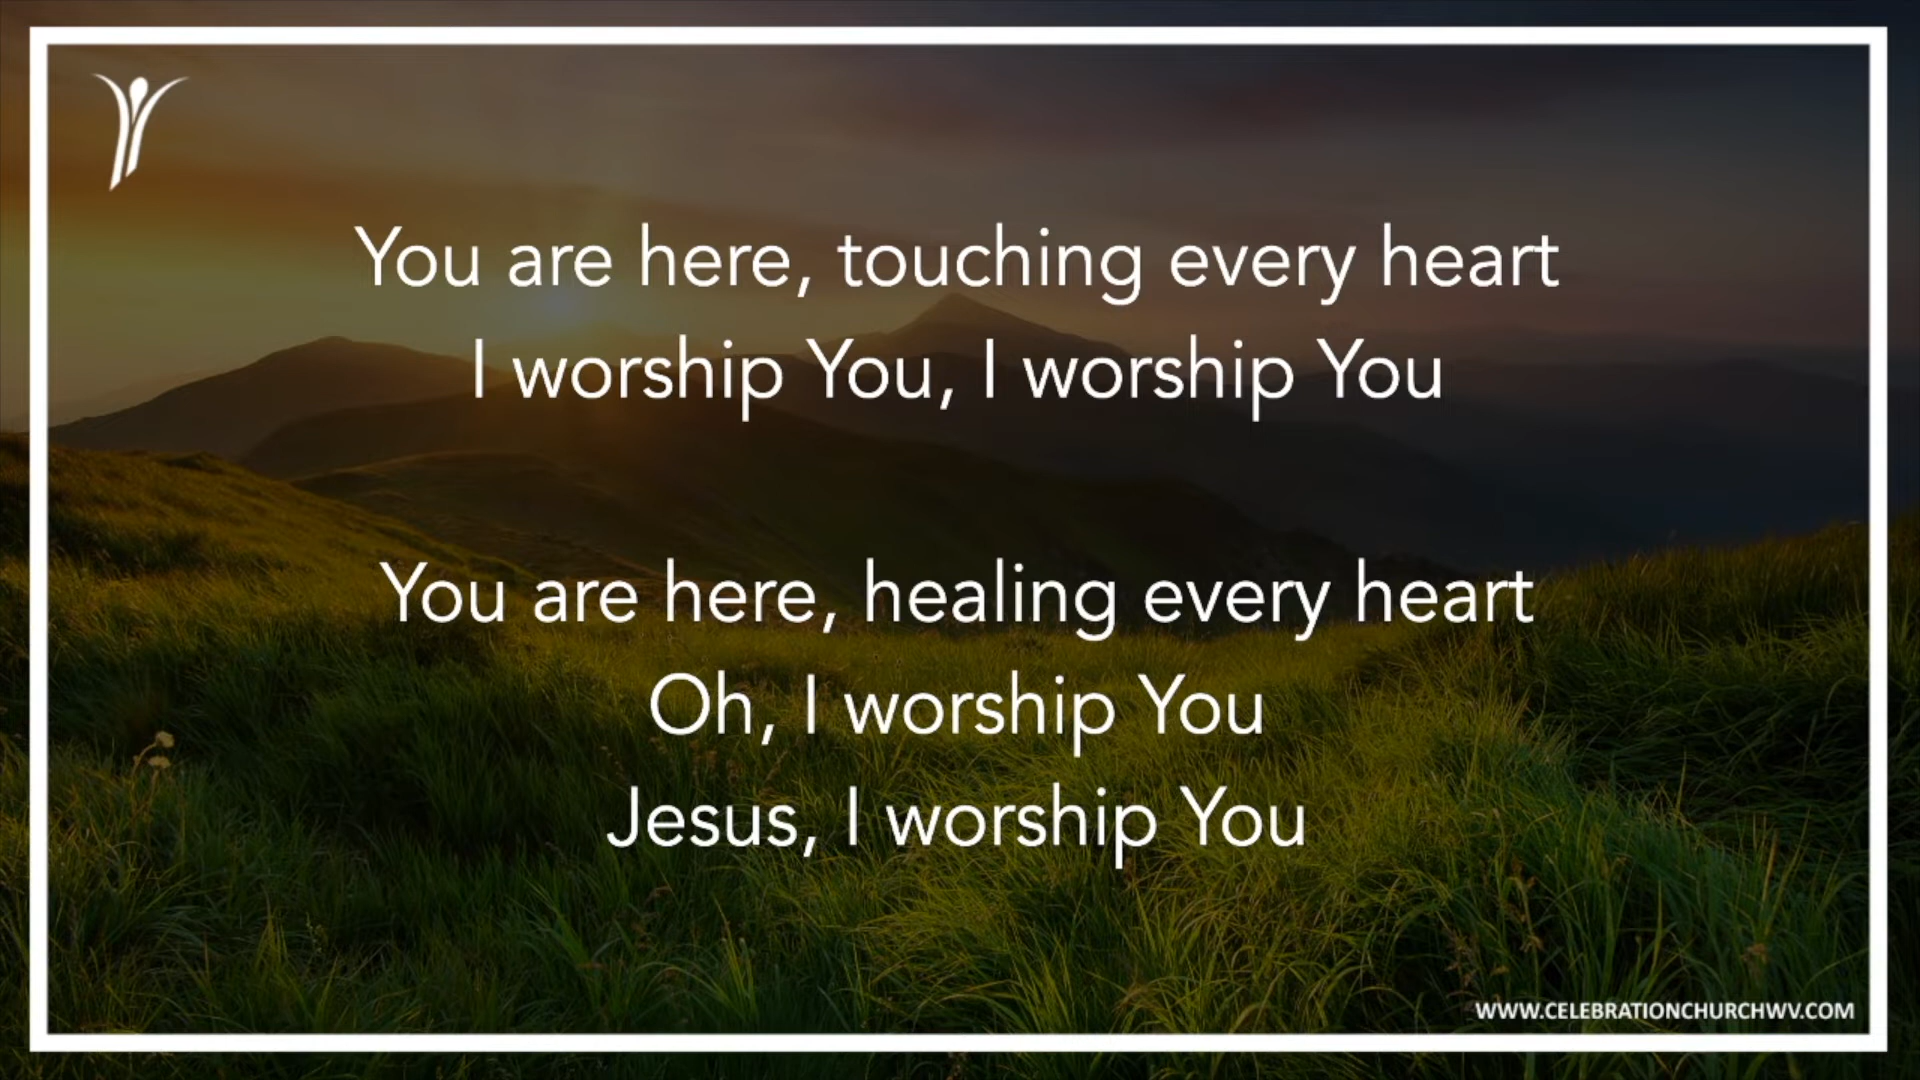 You are here, touching every heart
I worship You, I worship You
You are here, healing every heart
Oh, I worship You
Jesus, I worship You
WWW.CELEBRATIONCHURCHWV.COM